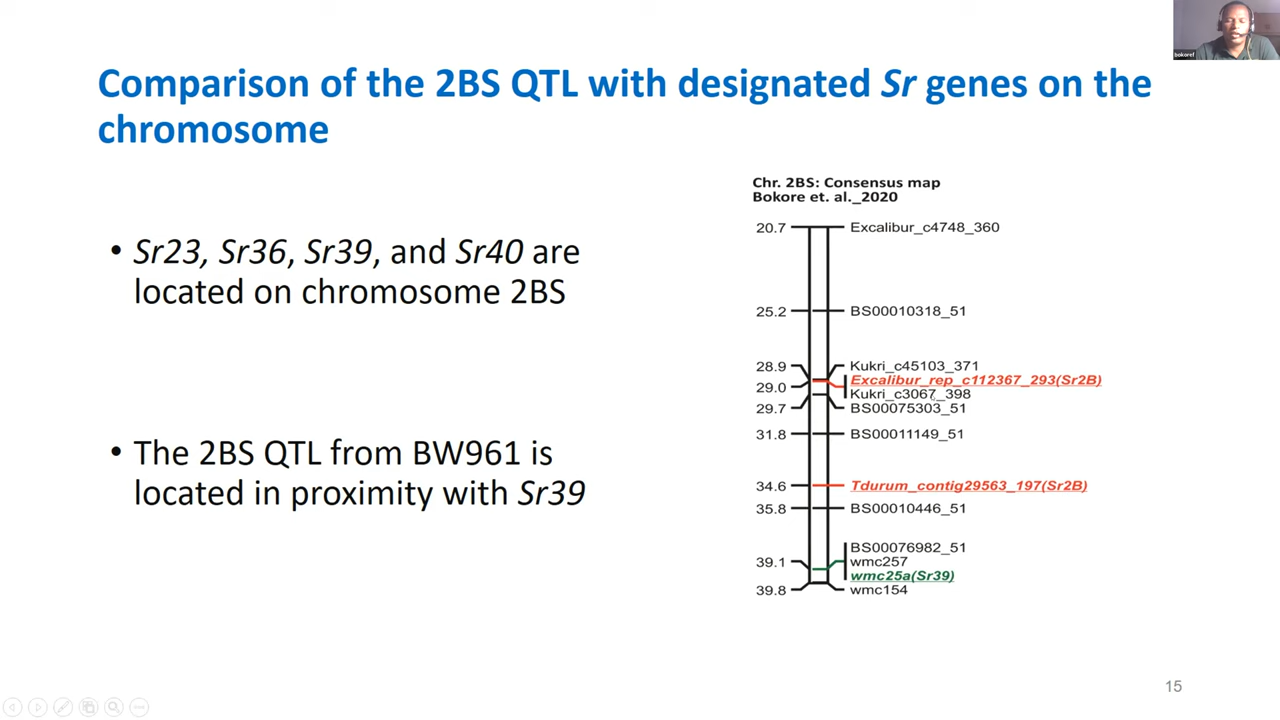 bokoref
Comparison of the 2BS QTL with designated Sr genes on the
chromosome
• Sr23, Sr36, Sr39, and Sr40 are
located on chromosome 2BS
• The 2BS QTL from BW961 is
located in proximity with Sr39
Chr. 2BS: Consensus map
Bokore et. al._2020
20.7 Excalibur_c4748_360
25.2 BS00010318_51
28.9 Kukri_c45103_371
29.0 Excalibur_rep_c112367_293(Sr2B)
Kukri_c3067_398
29.7 BS00075303_51
31.8 BS00011149_51
34.6 Tdurum_contig29563_197(Sr2B)
35.8 BS00010446_51
BS00076982_51
39.1 wmc257
wmc25a(Sr39)
39.8 wmc154
15